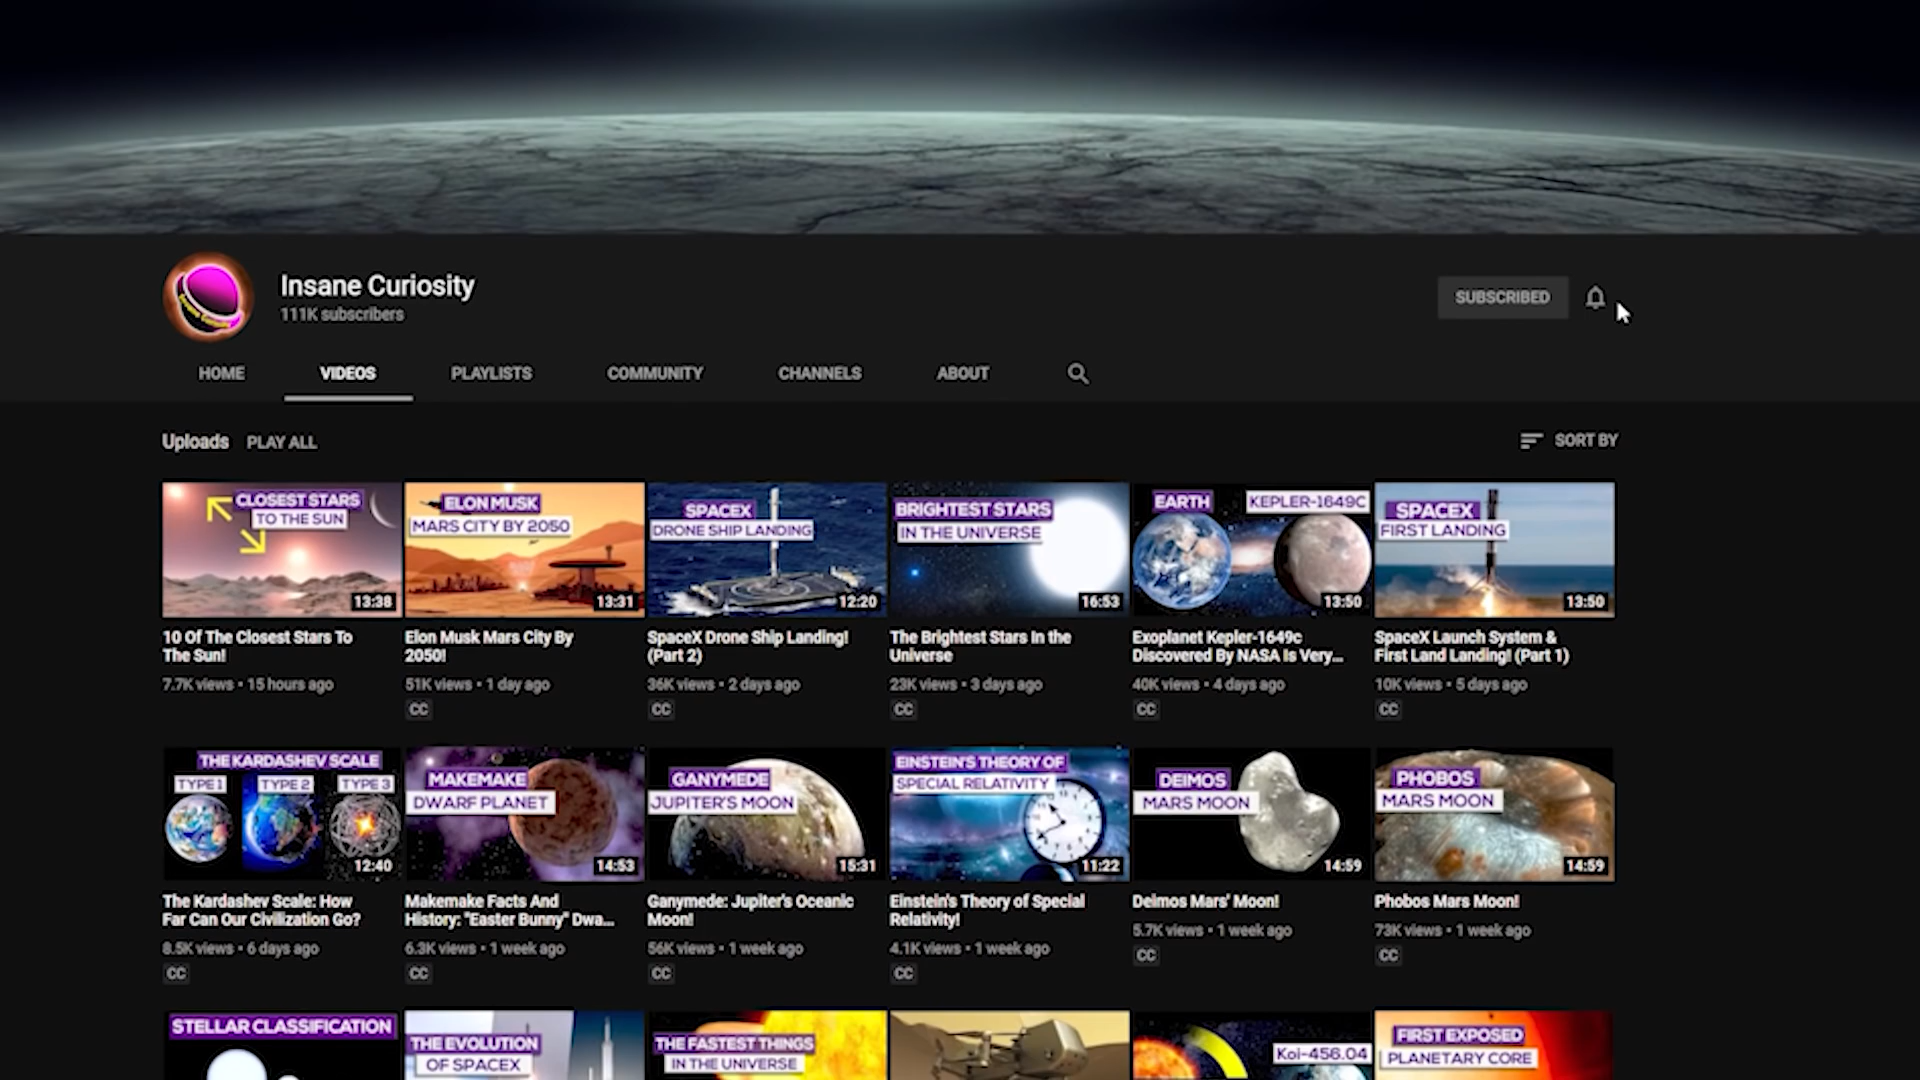 Insane Curiosity
111K subscribers
SUBSCRIBED
HOME
VIDEOS
PLAYLISTS
COMMUNITY
CHANNELS
ABOUT
Uploads
PLAY ALL
SORT BY
CLOSEST STARS
TO THE SUN
13:38
10 Of The Closest Stars To
The Sun!
7.7K views • 15 hours ago
ELON MUSK
MARS CITY BY 2050
13:31
Elon Musk Mars City By
2050!
51K views • 1 day ago
CC
SPACEX
DRONE SHIP LANDING
12:20
SpaceX Drone Ship Landing!
(Part 2)
36K views • 2 days ago
CC
BRIGHTEST STARS
IN THE UNIVERSE
16:53
The Brightest Stars In the
Universe
23K views • 3 days ago
CC
EARTH
KEPLER-1649C
13:50
Exoplanet Kepler-1649c
Discovered By NASA Is Very...
40K views • 4 days ago
CC
SPACEX
FIRST LANDING
13:50
SpaceX Launch System &
First Land Landing! (Part 1)
10K views • 5 days ago
CC
THE KARDASHEV SCALE
TYPE 1
TYPE 2
TYPE 3
12:40
The Kardashev Scale: How
Far Can Our Civilization Go?
8.5K views • 6 days ago
CC
MAKEMAKE
DWARF PLANET
14:53
Makemake Facts And
History: "Easter Bunny" Dwa...
6.3K views • 1 week ago
CC
GANYMEDE
JUPITER'S MOON
15:31
Ganymede: Jupiter's Oceanic
Moon!
56K views • 1 week ago
CC
EINSTEIN'S THEORY OF
SPECIAL RELATIVITY
11:22
Einstein's Theory of Special
Relativity!
4.1K views • 1 week ago
CC
DEIMOS
MARS MOON
14:59
Deimos Mars' Moon!
5.7K views • 1 week ago
CC
PHOBOS
MARS MOON
14:59
Phobos Mars Moon!
73K views • 1 week ago
CC
STELLAR CLASSIFICATION
THE EVOLUTION
OF SPACEX
THE FASTEST THINGS
IN THE UNIVERSE
Koi-456.04
FIRST EXPOSED
PLANETARY CORE